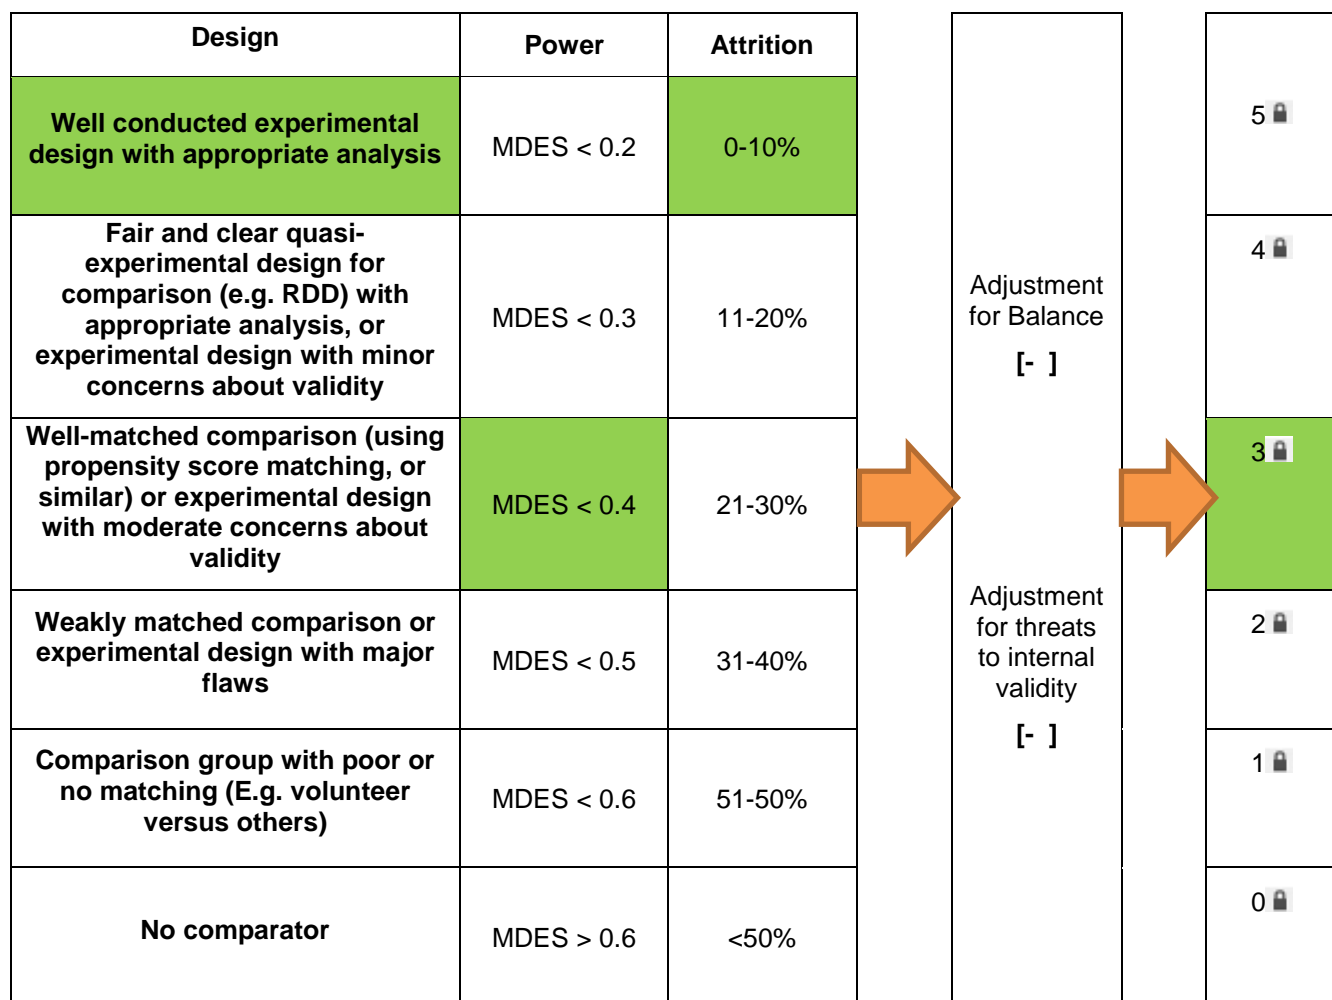 Design
Power
Attrition
Well conducted experimental
design with appropriate analysis
MDES < 0.2
0-10%
5
Fair and clear quasi-
experimental design for
comparison (e.g. RDD) with
appropriate analysis, or
experimental design with minor
concerns about validity
MDES < 0.3
11-20%
Adjustment
for Balance
[- ]
4
Well-matched comparison (using
propensity score matching, or
similar) or experimental design
with moderate concerns about
validity
MDES < 0.4
21-30%
3
Weakly matched comparison or
experimental design with major
flaws
MDES < 0.5
31-40%
Adjustment
for threats
to internal
validity
[- ]
2
Comparison group with poor or
no matching (E.g. volunteer
versus others)
MDES < 0.6
51-50%
1
No comparator
MDES > 0.6
<50%
0